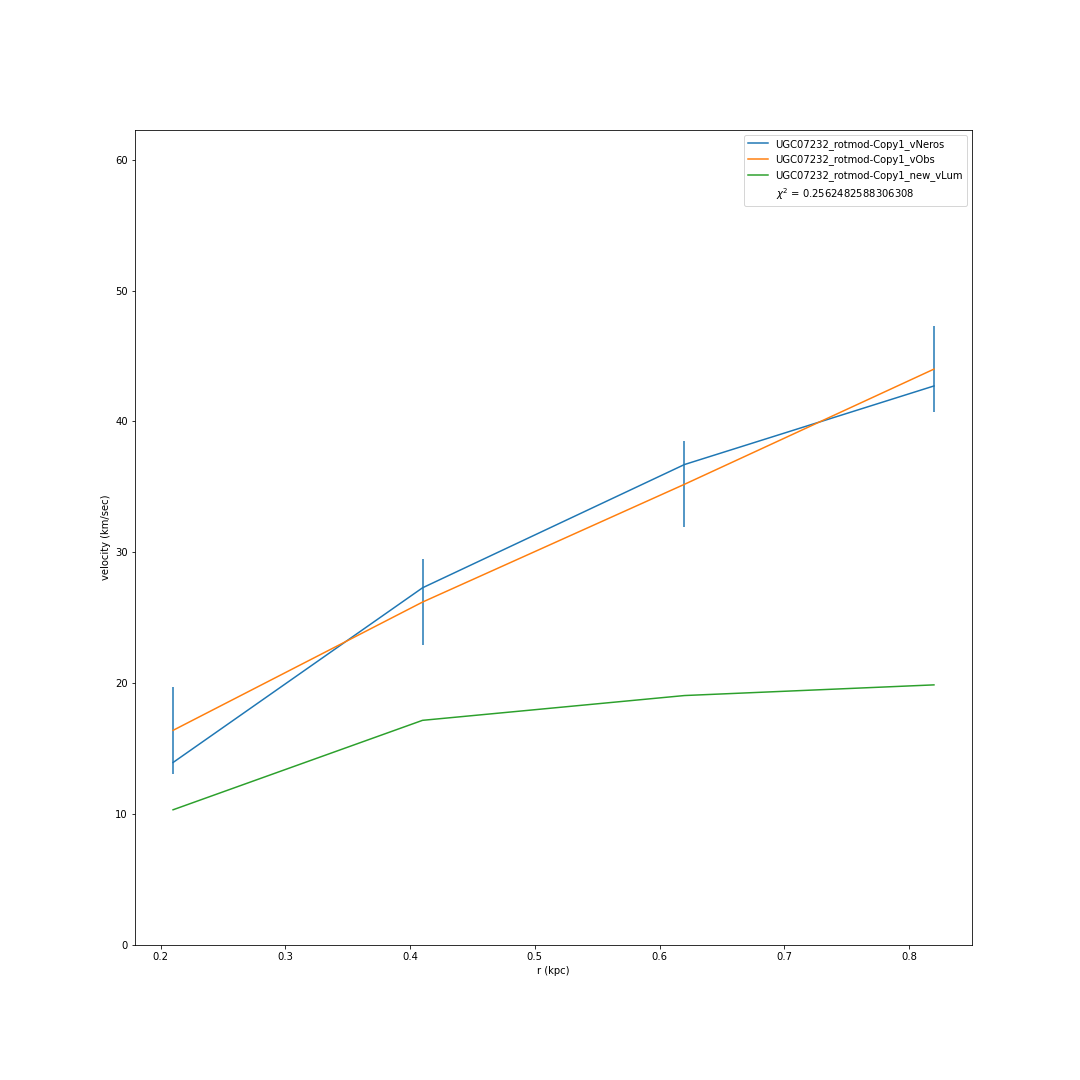 UGC07232_rotmod-Copy1_vNeros
UGC07232_rotmod-Copy1_vObs
UGC07232_rotmod-Copy1_new_vLum
χ² = 0.2562482588306308
60
50
40
30
20
10
0
velocity (km/sec)
0.2 0.3 0.4 0.5 0.6 0.7 0.8
r (kpc)